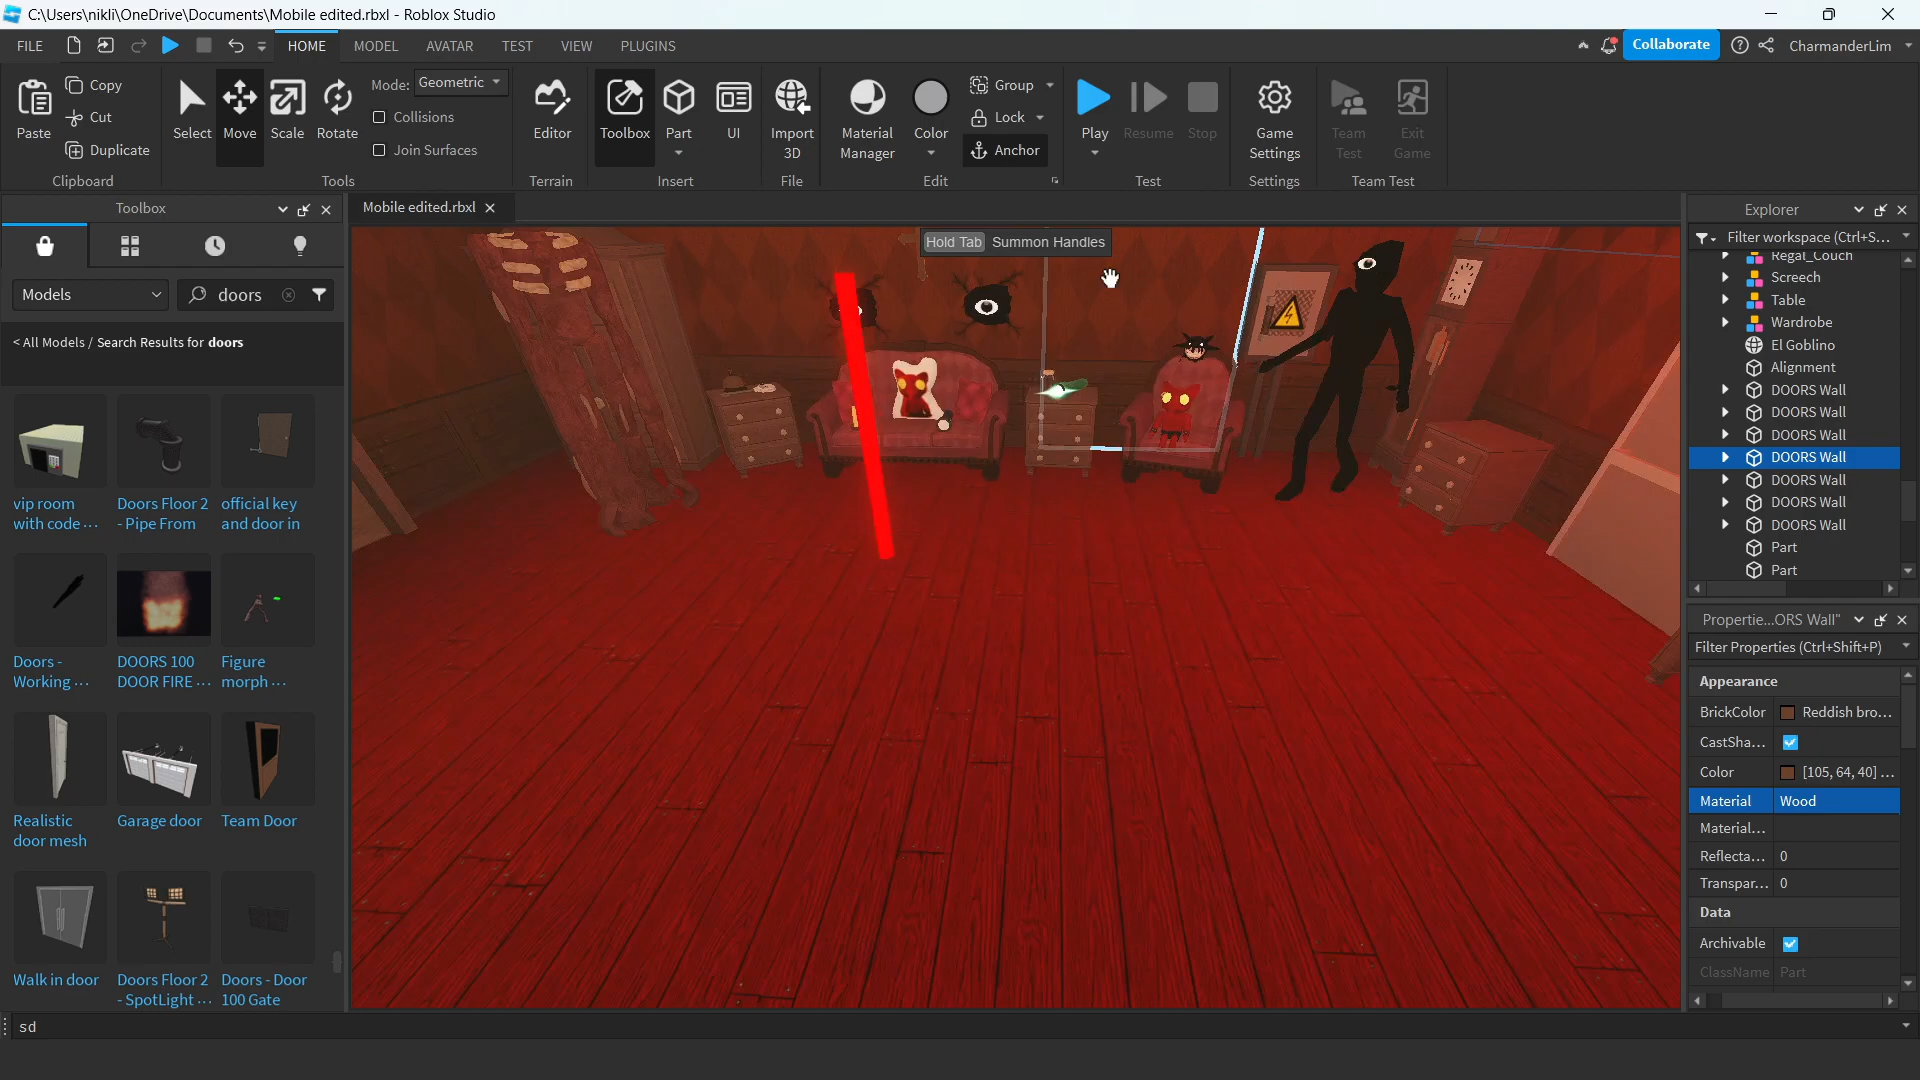 C:\Users\nikli\OneDrive\Documents\Mobile edited.rbxl - Roblox Studio
FILE HOME MODEL AVATAR TEST VIEW PLUGINS Collaborate CharmanderLim
Paste Copy Cut Duplicate
Clipboard
Select Move Scale Rotate
Mode: Geometric
Collisions
Join Surfaces
Tools
Editor
Terrain
Toolbox Part UI
Insert
Import
3D
File
Material
Manager
Color
Group
Lock
Anchor
Edit
Play Resume Stop
Test
Game
Settings
Settings
Team
Test
Exit
Game
Team Test
Toolbox
Models
doors
< All Models / Search Results for doors
vip room
with code ...
Doors Floor 2
- Pipe From
official key
and door in
Doors -
Working ...
DOORS 100
DOOR FIRE ...
Figure
morph ...
Realistic
door mesh
Garage door
Team Door
Walk in door
Doors Floor 2
- SpotLight ...
Doors - Door
100 Gate
Mobile edited.rbxl
Hold Tab Summon Handles
Explorer
Filter workspace (Ctrl+S...
Regal_Couch
Screech
Table
Wardrobe
El Goblino
Alignment
DOORS Wall
DOORS Wall
DOORS Wall
DOORS Wall
DOORS Wall
DOORS Wall
DOORS Wall
Part
Part
Propertie...ORS Wall"
Filter Properties (Ctrl+Shift+P)
Appearance
BrickColor Reddish bro...
CastSha...
Color [105, 64, 40] ...
Material Wood
Material...
Reflecta... 0
Transpar... 0
Data
Archivable
ClassName Part
sd